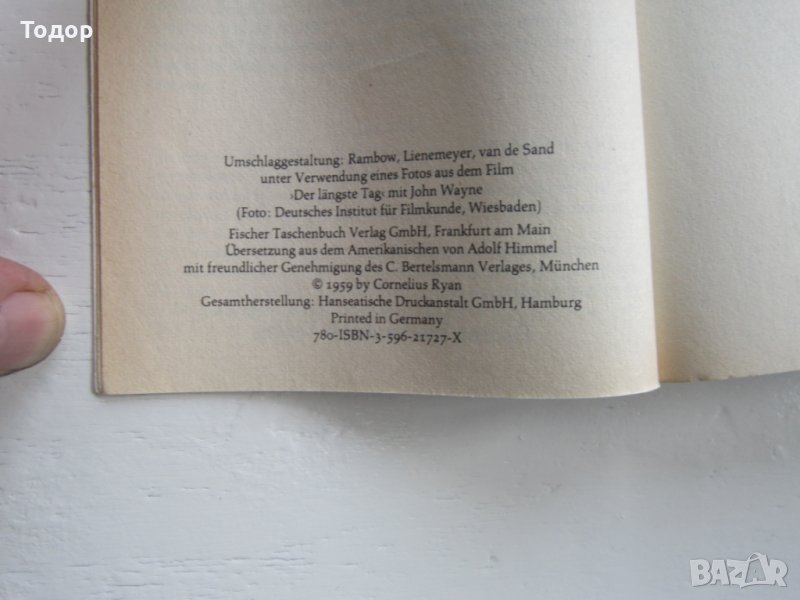 Тодор
Umschlaggestaltung: Rambow, Lienemeyer, van de Sand
unter Verwendung eines Fotos aus dem Film
›Der längste Tag‹ mit John Wayne
(Foto: Deutsches Institut für Filmkunde, Wiesbaden)
Fischer Taschenbuch Verlag GmbH, Frankfurt am Main
Übersetzung aus dem Amerikanischen von Adolf Himmel
mit freundlicher Genehmigung des C. Bertelsmann Verlages, München
© 1959 by Cornelius Ryan
Gesamtherstellung: Hanseatische Druckanstalt GmbH, Hamburg
Printed in Germany
780-ISBN-3-596-21727-X
BAZAR